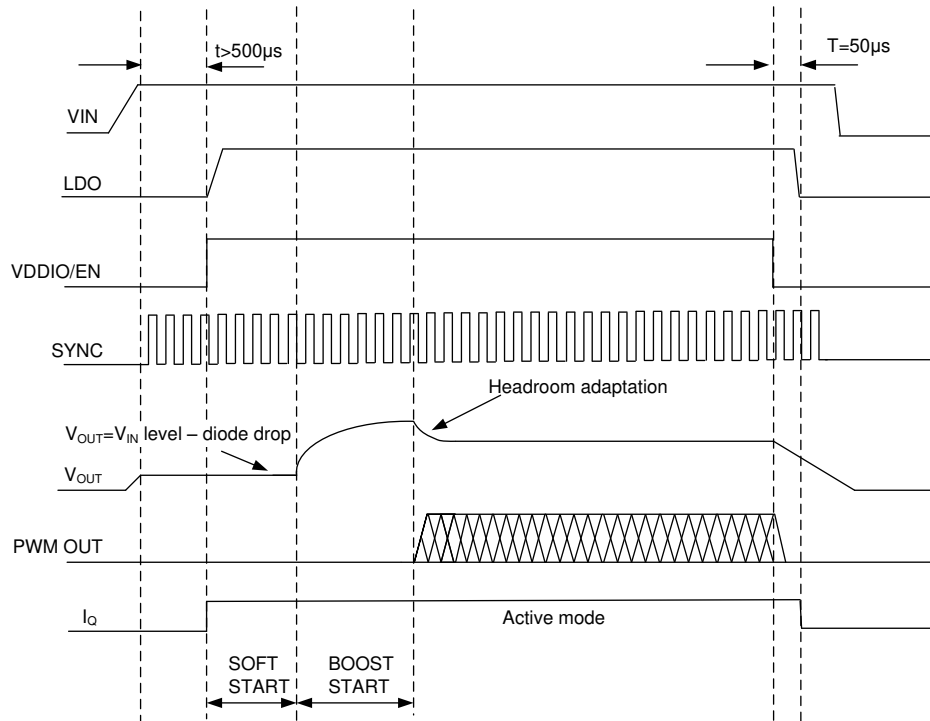 t>500µs
T=50µs
VIN
LDO
VDDIO/EN
SYNC
Headroom adaptation
VOUT=VIN level – diode drop
VOUT
PWM OUT
IQ
Active mode
SOFT
START
BOOST
START